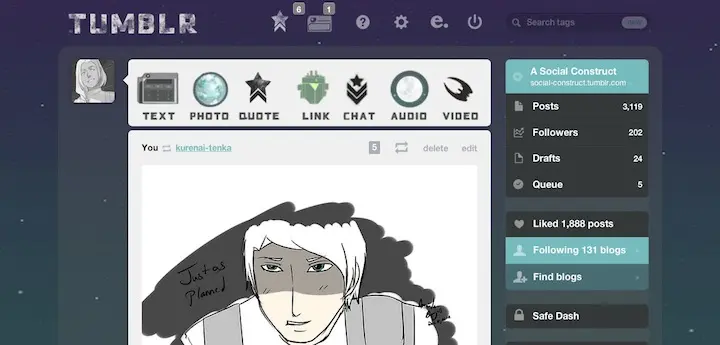 TUMBLR
6
1
?
e.
Search tags
TEXT
PHOTO
QUOTE
LINK
CHAT
AUDIO
VIDEO
You kurenai-tenka
5
delete
edit
Just as
Planned
A Social Construct
social-construct.tumblr.com
Posts 3,119
Followers 202
Drafts 24
Queue 5
Liked 1,888 posts
Following 131 blogs
Find blogs
Safe Dash